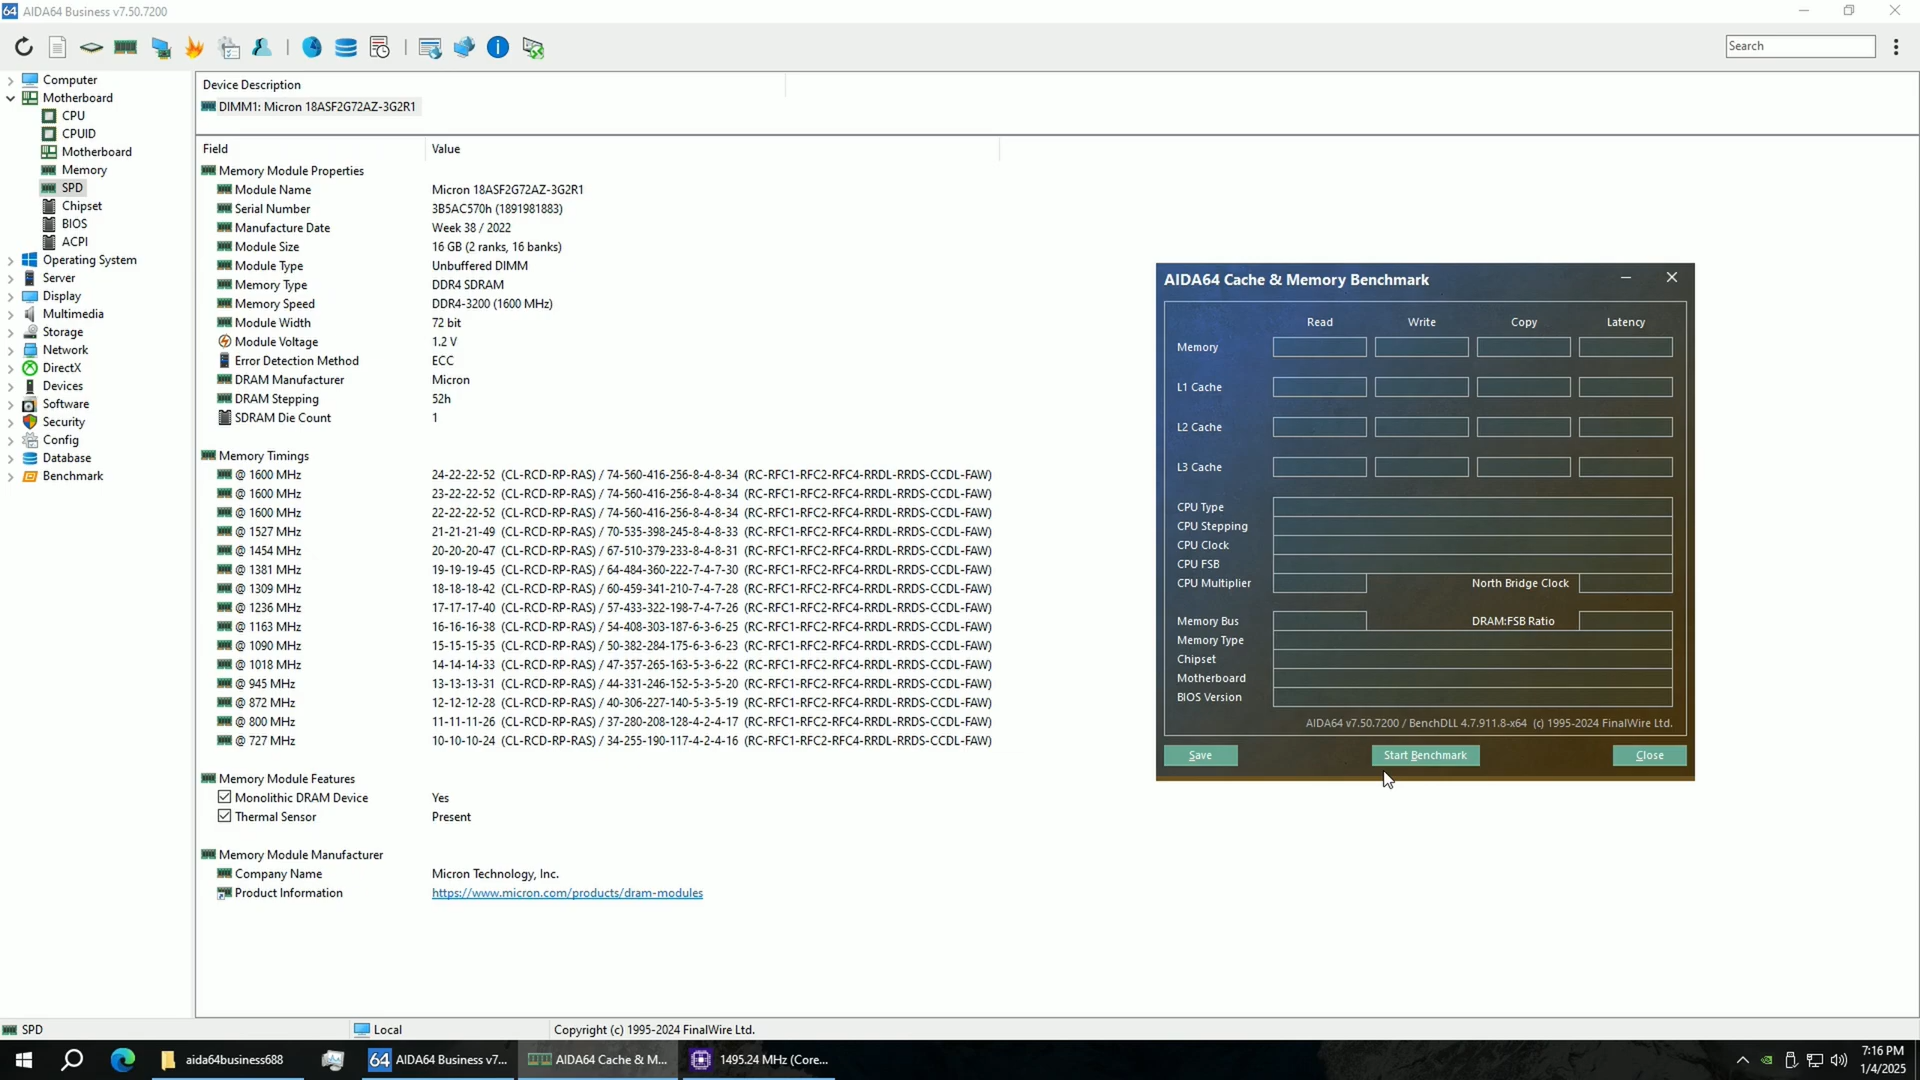 AIDA64 Business v7.50.7200
Search
Computer
Motherboard
CPU
CPUID
Motherboard
Memory
SPD
Chipset
BIOS
ACPI
Operating System
Server
Display
Multimedia
Storage
Network
DirectX
Devices
Software
Security
Config
Database
Benchmark
Device Description
DIMM1: Micron 18ASF2G72AZ-3G2R1
Field Value
Memory Module Properties
Module Name Micron 18ASF2G72AZ-3G2R1
Serial Number 3B5AC570h (1891981883)
Manufacture Date Week 38 / 2022
Module Size 16 GB (2 ranks, 16 banks)
Module Type Unbuffered DIMM
Memory Type DDR4 SDRAM
Memory Speed DDR4-3200 (1600 MHz)
Module Width 72 bit
Module Voltage 1.2 V
Error Detection Method ECC
DRAM Manufacturer Micron
DRAM Stepping 52h
SDRAM Die Count 1
Memory Timings
@ 1600 MHz 24-22-22-52 (CL-RCD-RP-RAS) / 74-560-416-256-8-4-8-34 (RC-RFC1-RFC2-RFC4-RRDL-RRDS-CCDL-FAW)
@ 1600 MHz 23-22-22-52 (CL-RCD-RP-RAS) / 74-560-416-256-8-4-8-34 (RC-RFC1-RFC2-RFC4-RRDL-RRDS-CCDL-FAW)
@ 1600 MHz 22-22-22-52 (CL-RCD-RP-RAS) / 74-560-416-256-8-4-8-34 (RC-RFC1-RFC2-RFC4-RRDL-RRDS-CCDL-FAW)
@ 1527 MHz 21-21-21-49 (CL-RCD-RP-RAS) / 70-535-398-245-8-4-8-33 (RC-RFC1-RFC2-RFC4-RRDL-RRDS-CCDL-FAW)
@ 1454 MHz 20-20-20-47 (CL-RCD-RP-RAS) / 67-510-379-233-8-4-8-31 (RC-RFC1-RFC2-RFC4-RRDL-RRDS-CCDL-FAW)
@ 1381 MHz 19-19-19-45 (CL-RCD-RP-RAS) / 64-484-360-222-7-4-7-30 (RC-RFC1-RFC2-RFC4-RRDL-RRDS-CCDL-FAW)
@ 1309 MHz 18-18-18-42 (CL-RCD-RP-RAS) / 60-459-341-210-7-4-7-28 (RC-RFC1-RFC2-RFC4-RRDL-RRDS-CCDL-FAW)
@ 1236 MHz 17-17-17-40 (CL-RCD-RP-RAS) / 57-433-322-198-7-4-7-26 (RC-RFC1-RFC2-RFC4-RRDL-RRDS-CCDL-FAW)
@ 1163 MHz 16-16-16-38 (CL-RCD-RP-RAS) / 54-408-303-187-6-3-6-25 (RC-RFC1-RFC2-RFC4-RRDL-RRDS-CCDL-FAW)
@ 1090 MHz 15-15-15-35 (CL-RCD-RP-RAS) / 50-382-284-175-6-3-6-23 (RC-RFC1-RFC2-RFC4-RRDL-RRDS-CCDL-FAW)
@ 1018 MHz 14-14-14-33 (CL-RCD-RP-RAS) / 47-357-265-163-5-3-6-22 (RC-RFC1-RFC2-RFC4-RRDL-RRDS-CCDL-FAW)
@ 945 MHz 13-13-13-31 (CL-RCD-RP-RAS) / 44-331-246-152-5-3-5-20 (RC-RFC1-RFC2-RFC4-RRDL-RRDS-CCDL-FAW)
@ 872 MHz 12-12-12-28 (CL-RCD-RP-RAS) / 40-306-227-140-5-3-5-19 (RC-RFC1-RFC2-RFC4-RRDL-RRDS-CCDL-FAW)
@ 800 MHz 11-11-11-26 (CL-RCD-RP-RAS) / 37-280-208-128-4-2-4-17 (RC-RFC1-RFC2-RFC4-RRDL-RRDS-CCDL-FAW)
@ 727 MHz 10-10-10-24 (CL-RCD-RP-RAS) / 34-255-190-117-4-2-4-16 (RC-RFC1-RFC2-RFC4-RRDL-RRDS-CCDL-FAW)
Memory Module Features
Monolithic DRAM Device Yes
Thermal Sensor Present
Memory Module Manufacturer
Company Name Micron Technology, Inc.
Product Information https://www.micron.com/products/dram-modules
AIDA64 Cache & Memory Benchmark
Read Write Copy Latency
Memory
L1 Cache
L2 Cache
L3 Cache
CPU Type
CPU Stepping
CPU Clock
CPU FSB
CPU Multiplier North Bridge Clock
Memory Bus DRAM:FSB Ratio
Memory Type
Chipset
Motherboard
BIOS Version
AIDA64 v7.50.7200 / BenchDLL 4.7.911.8-x64 (c) 1995-2024 FinalWire Ltd.
Save Start Benchmark Close
SPD Local Copyright (c) 1995-2024 FinalWire Ltd.
aida64business688 64 AIDA64 Business v7... AIDA64 Cache & M... 1495.24 MHz (Core...
7:16 PM
1/4/2025